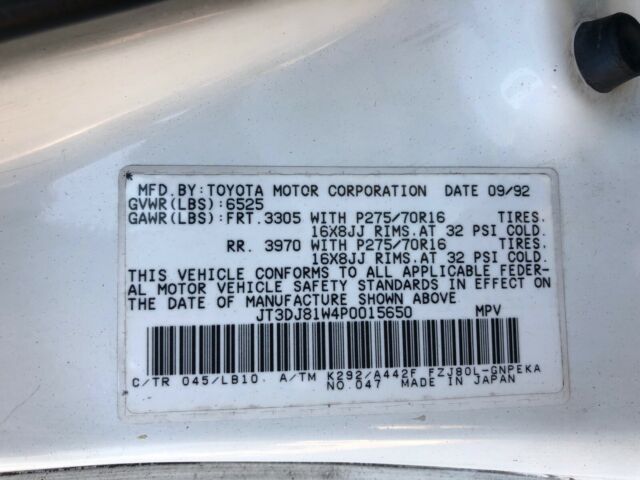 MFD.BY:TOYOTA MOTOR CORPORATION DATE 09/92
GVWR(LBS):6525
GAWR(LBS):FRT.3305 WITH P275/70R16 TIRES.
16X8JJ RIMS.AT 32 PSI COLD.
RR. 3970 WITH P275/70R16 TIRES.
16X8JJ RIMS.AT 32 PSI COLD.
THIS VEHICLE CONFORMS TO ALL APPLICABLE FEDER-
AL MOTOR VEHICLE SAFETY STANDARDS IN EFFECT ON
THE DATE OF MANUFACTURE SHOWN ABOVE.
JT3DJ81W4P0015650 MPV
C/TR 045/LB10. A/TM K292/A442F FZJ80L-GNPEKA
NO.047 MADE IN JAPAN